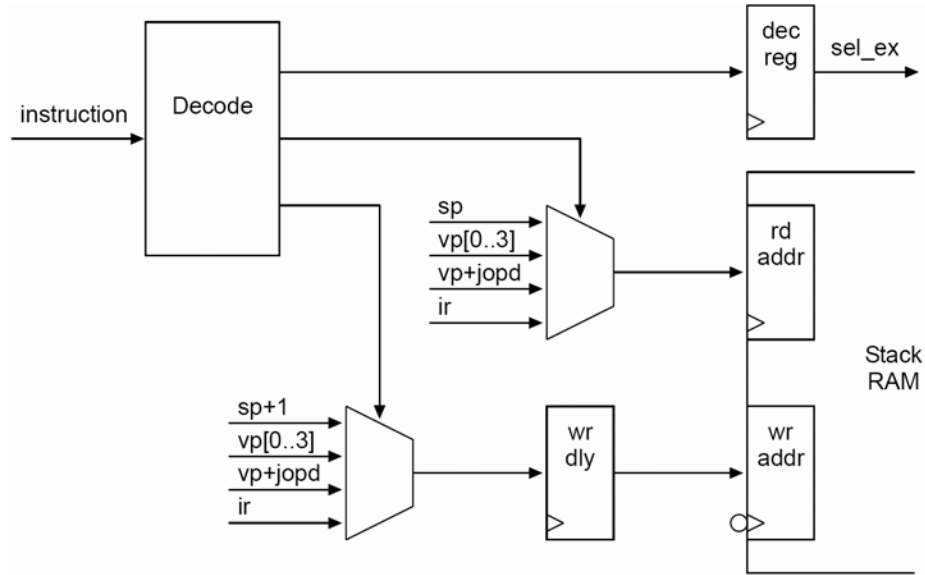 dec
reg
sel_ex
instruction
Decode
sp
vp[0..3]
vp+jopd
ir
rd
addr
Stack
RAM
sp+1
vp[0..3]
vp+jopd
ir
wr
dly
wr
addr